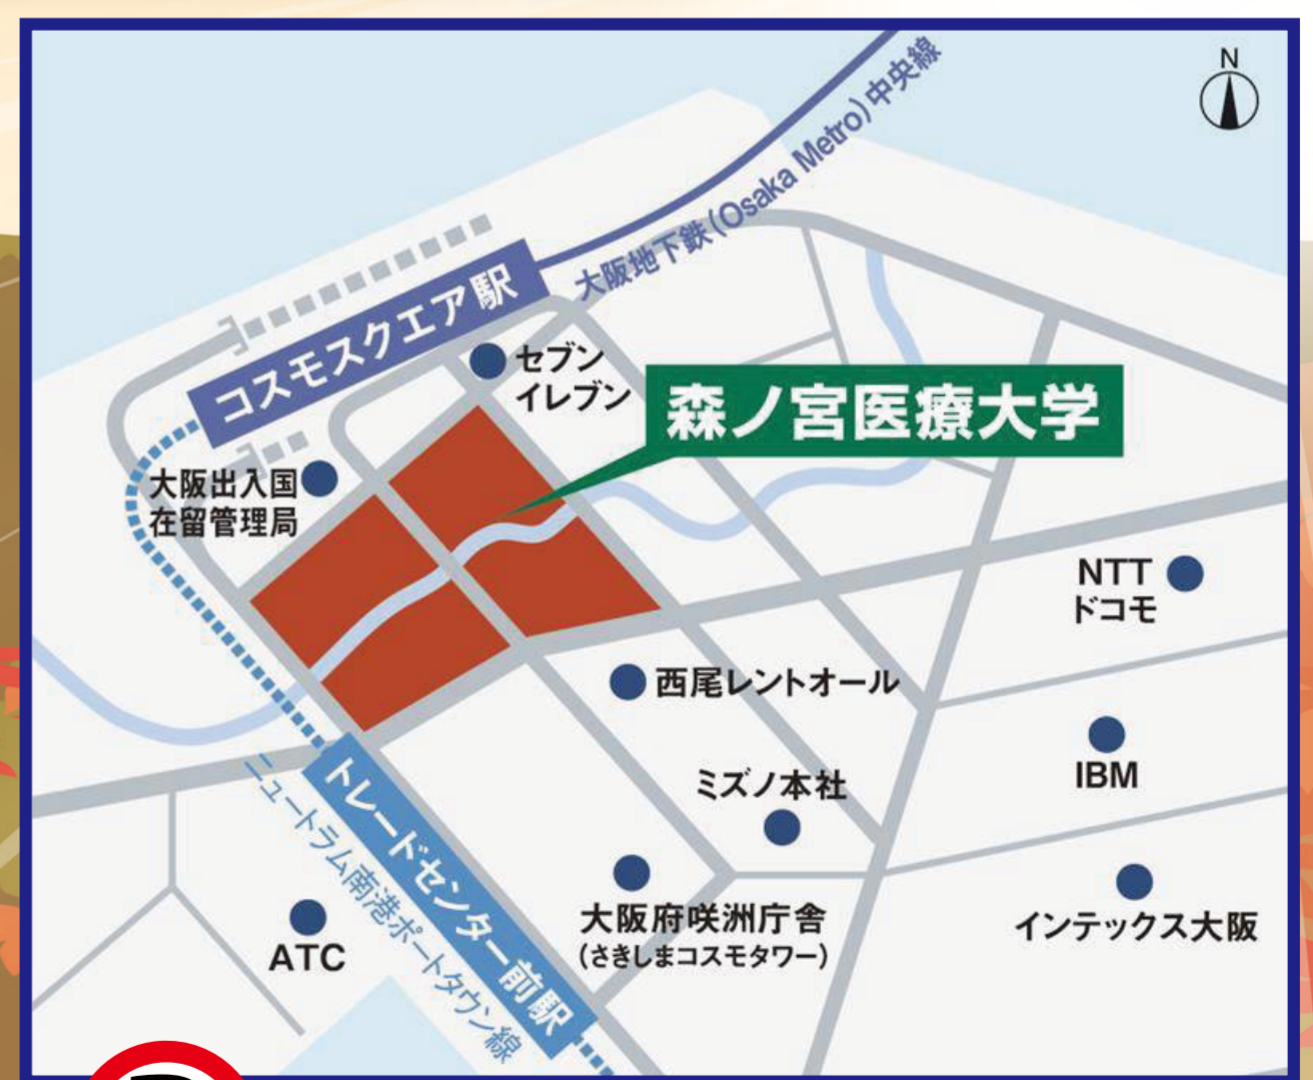 N
大阪地下鉄(Osaka Metro)中央線
コスモスクエア駅
セブン
イレブン
森ノ宮医療大学
大阪出入国
在留管理局
NTT
ドコモ
西尾レントオール
IBM
ミズノ本社
トレードセンター前駅
ニュートラム南港ポートタウン線
大阪府咲洲庁舎
(さきしまコスモタワー)
インテックス大阪
ATC